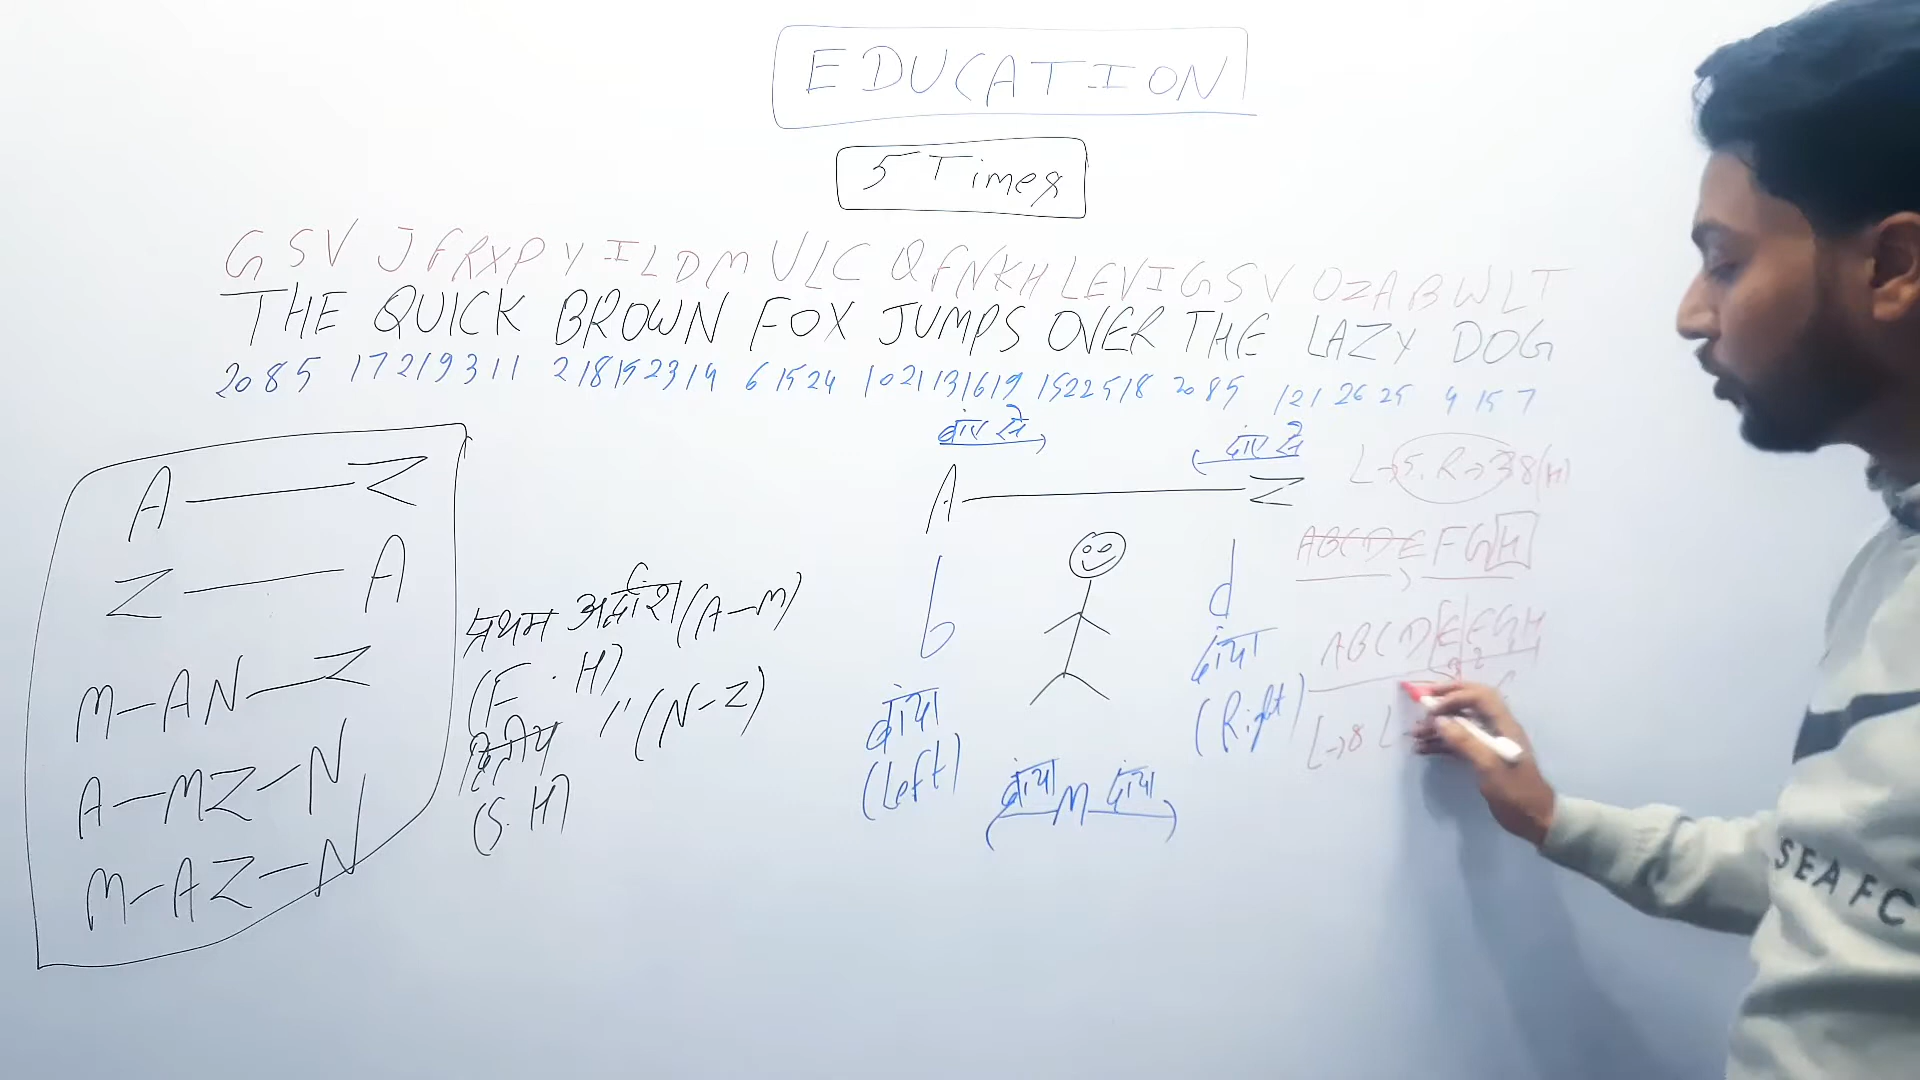 EDUCATION
5 Times
GSV JFRXP YILDM ULC QFNKH LEVI GSV OZAB WLT
THE QUICK BROWN FOX JUMPS OVER THE LAZY DOG
20 8 5 17 21 9 3 11 2 18 15 23 14 6 15 24 10 21 13 16 19 15 22 5 18 20 8 5 12 1 26 25 4 15 7
बांए से दांए से
A — Z
Z — A
M—AN—Z
A—MZ—N
M—AZ—N
प्रथम अर्द्धांश (A—M)
(F. H)
द्वितीय " (N-Z)
(S. H)
A — Z
b d
बांया
(Left)
दांया
(Right)
(बांया M दांया)
L→5. R→3 8(H)
ABCDEFGH
ABCDEFGH
L→8 L
SEAFC